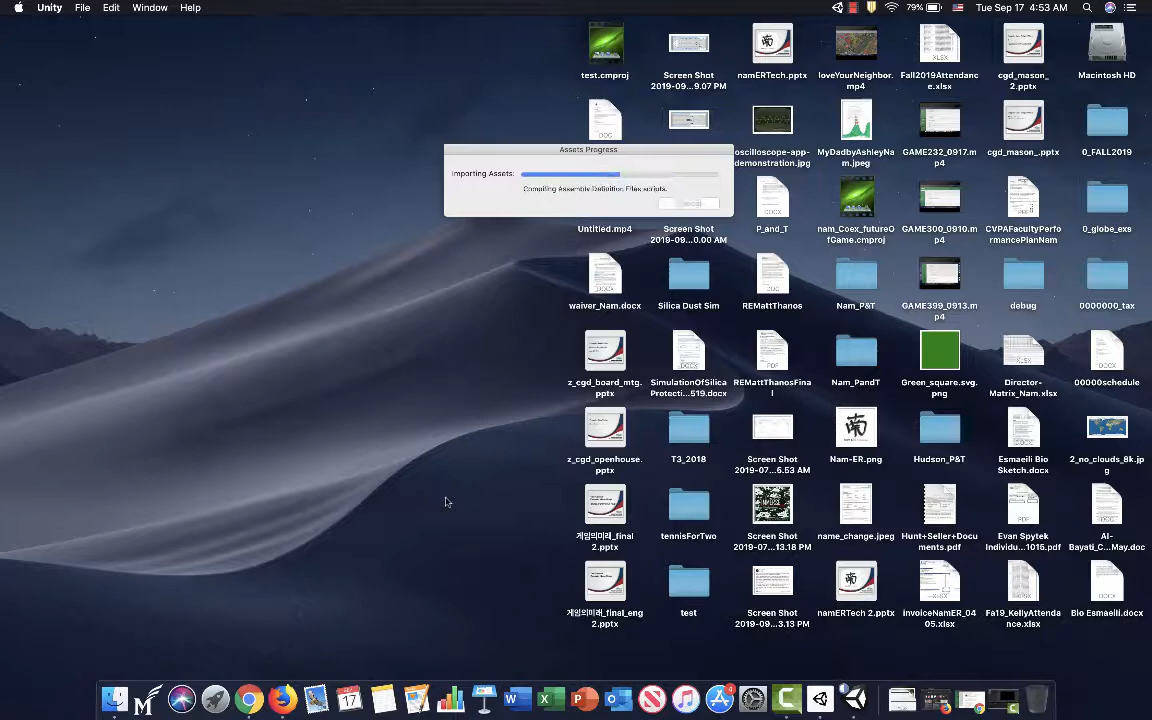 Unity File Edit Window Help
79% Tue Sep 17 4:53 AM
Assets Progress
Importing Assets:
Compiling Assembly Definition Files scripts.
test.cmproj
Screen Shot
2019-09...9.07 PM
namERTech.pptx
loveYourNeighbor.
mp4
Fall2019Attendanc
e.xlsx
cgd_mason_
2.pptx
Macintosh HD
DOC
oscilloscope-app-
demonstration.jpg
MyDadbyAshleyNa
m.jpeg
GAME232_0917.m
p4
cgd_mason_.pptx
0_FALL2019
Untitled.mp4
Screen Shot
2019-09...0.00 AM
P_and_T
nam_Coex_futureO
fGame.cmproj
GAME300_0910.m
p4
CVPAFacultyPerfo
rmancePlanNam
0_globe_exs
waiver_Nam.docx
Silica Dust Sim
REMattThanos
Nam_P&T
GAME399_0913.m
p4
debug
0000000_tax
z_cgd_board_mtg.
pptx
SimulationOfSilica
Protecti...519.docx
REMattThanosFina
l
Nam_PandT
Green_square.svg.
png
Director-
Matrix_Nam.xlsx
00000schedule
z_cgd_openhouse.
pptx
T3_2018
Screen Shot
2019-07...6.53 AM
Nam-ER.png
Hudson_P&T
Esmaeili Bio
Sketch.docx
2_no_clouds_8k.jp
g
게임의미래_final
2.pptx
tennisForTwo
Screen Shot
2019-07...13.18 PM
name_change.jpeg
Hunt+Seller+Docu
ments.pdf
Evan Spytek
Individu...1015.pdf
Al-
Bayati_C...May.doc
게임의미래_final_eng
2.pptx
test
Screen Shot
2019-09...3.13 PM
namERTech 2.pptx
invoiceNamER_04
05.xlsx
Fa19_KellyAttenda
nce.xlsx
Bio Esmaeili.docx